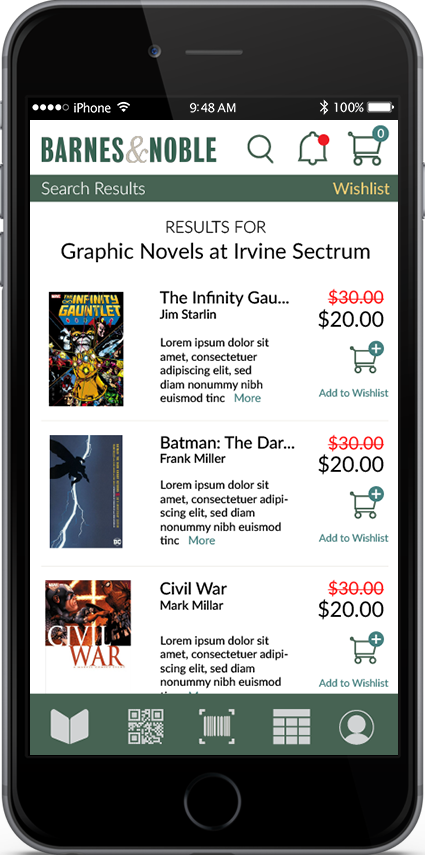 iPhone 9:48 AM 100%
BARNES&NOBLE 0
Search Results Wishlist
RESULTS FOR
Graphic Novels at Irvine Sectrum
The Infinity Gau... $30.00
Jim Starlin $20.00
THE INFINITY
GAUNTLET
Lorem ipsum dolor sit
amet, consectetuer
adipiscing elit, sed
diam nonummy nibh
euismod tinc More
Add to Wishlist
Batman: The Dar... $30.00
Frank Miller $20.00
Lorem ipsum dolor sit
amet, consectetuer adipi-
scing elit, sed diam
nonummy nibh euismod
tinc More
Add to Wishlist
DC
Civil War $30.00
Mark Millar $20.00
CIVIL
WAR
Lorem ipsum dolor sit
amet, consectetuer adipi-
scing elit, sed diam
nonummy nibh euismod
Add to Wishlist